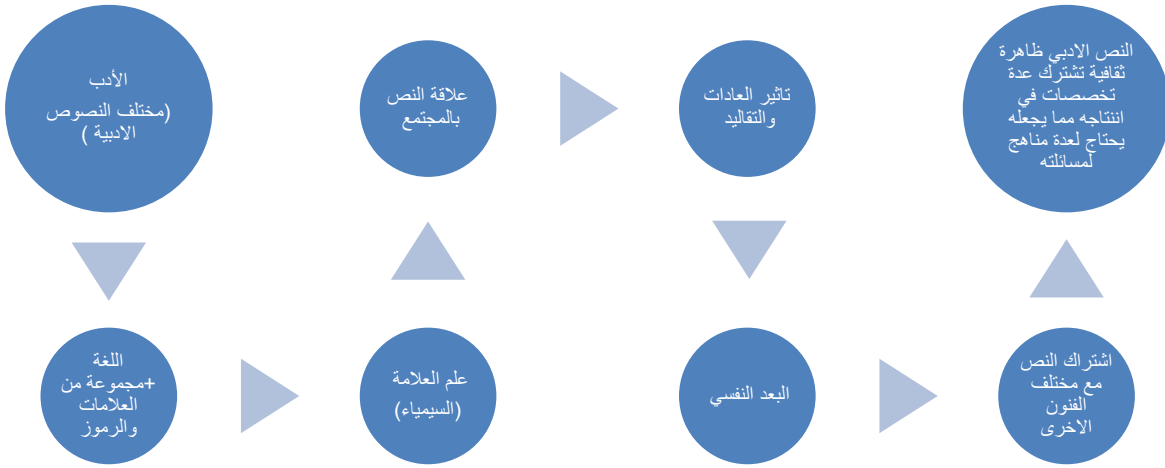 الأدب
(مختلف النصوص
الادبية )
اللغة
+مجموعة من
العلامات
والرموز
علم العلامة
(السيمياء)
علاقة النص
بالمجتمع
تاثير العادات
والتقاليد
البعد النفسي
اشتراك النص
مع مختلف
الفنون
الاخرى
النص الادبي ظاهرة
ثقافية تشترك عدة
تخصصات في
اننتاجه مما يجعله
يحتاج لعدة مناهج
لمسائلته